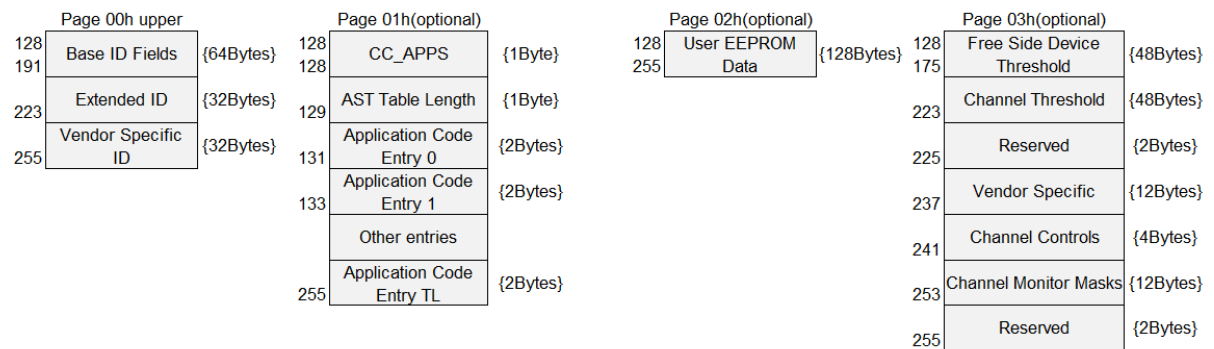 Page 00h upper
128
191
Base ID Fields
{64Bytes}
223
Extended ID
{32Bytes}
255
Vendor Specific
ID
{32Bytes}
Page 01h(optional)
128
128
CC_APPS
{1Byte}
129
AST Table Length
{1Byte}
131
Application Code
Entry 0
{2Bytes}
133
Application Code
Entry 1
{2Bytes}
Other entries
255
Application Code
Entry TL
{2Bytes}
Page 02h(optional)
128
255
User EEPROM
Data
{128Bytes}
Page 03h(optional)
128
175
Free Side Device
Threshold
{48Bytes}
223
Channel Threshold
{48Bytes}
225
Reserved
{2Bytes}
237
Vendor Specific
{12Bytes}
241
Channel Controls
{4Bytes}
253
Channel Monitor Masks
{12Bytes}
255
Reserved
{2Bytes}